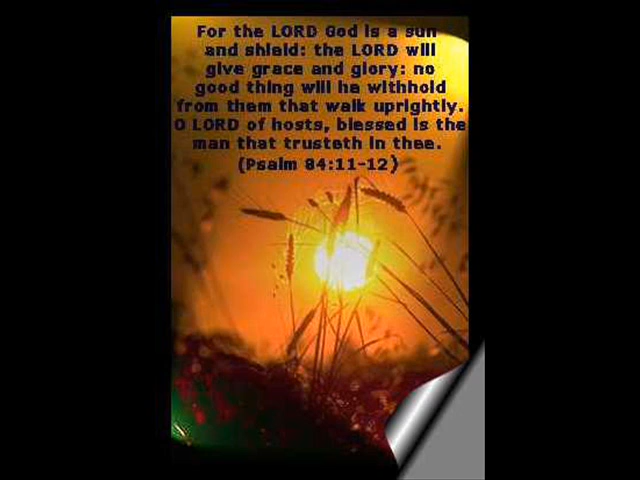 For the LORD God is a sun
and shield: the LORD will
give grace and glory: no
good thing will he withhold
from them that walk uprightly.
O LORD of hosts, blessed is the
man that trusteth in thee.
(Psalm 84:11-12)